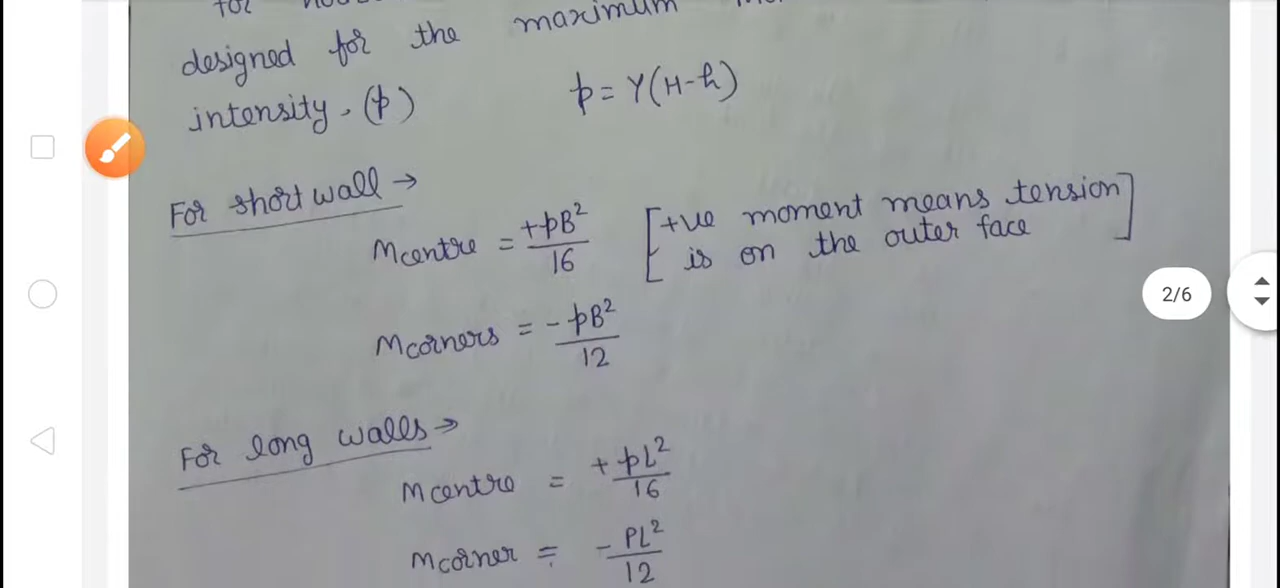 for
designed for the maximum
intensity. (p) p = γ(H-h)
For short wall →
Mcentre = +pB²/16 [+ve moment means tension
is on the outer face]
Mcorners = -pB²/12
2/6
For long walls →
Mcentre = +pL²/16
Mcorner = -PL²/12